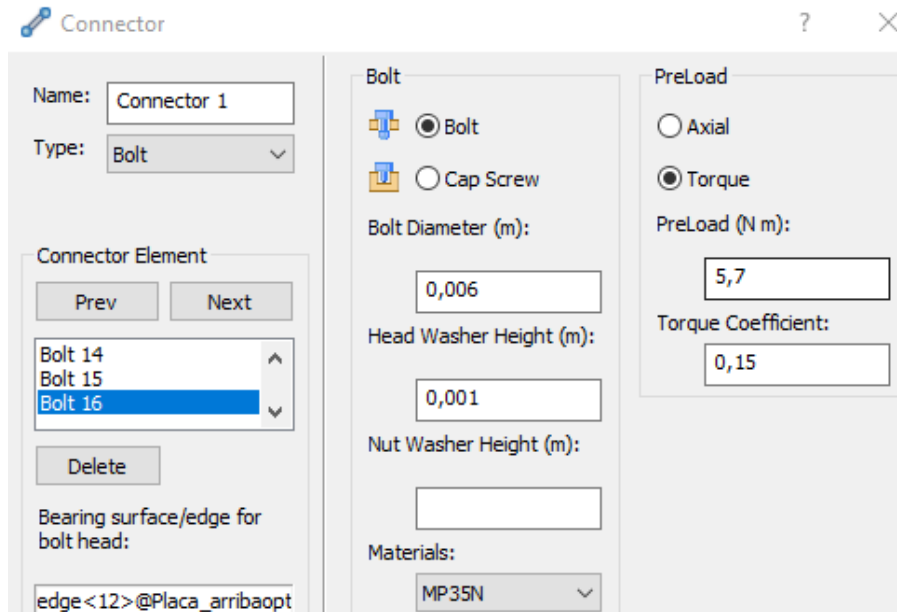 Connector
?
Name:
Connector 1
Type:
Bolt
Connector Element
Prev
Next
Bolt 14
Bolt 15
Bolt 16
Delete
Bearing surface/edge for
bolt head:
edge<12>@Placa_arribaopt
Bolt
Bolt
Cap Screw
Bolt Diameter (m):
0,006
Head Washer Height (m):
0,001
Nut Washer Height (m):
Materials:
MP35N
PreLoad
Axial
Torque
PreLoad (N m):
5,7
Torque Coefficient:
0,15